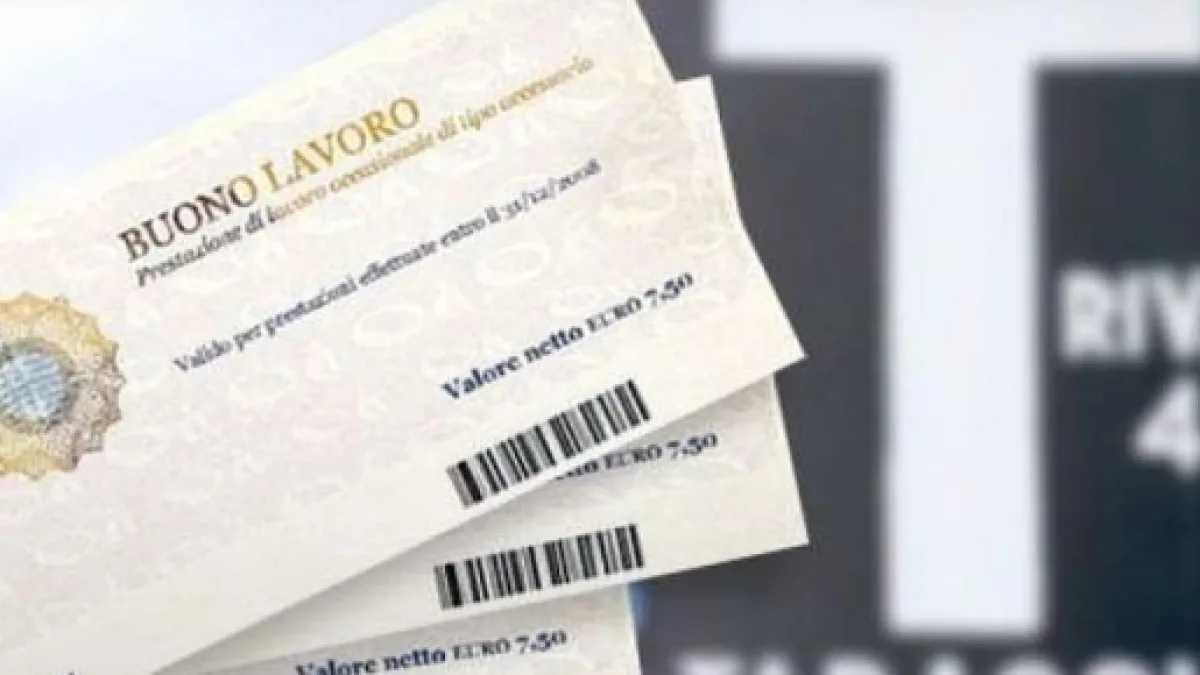 BUONO LAVORO
Prestazione di lavoro occasionale di tipo accessorio
Valido per prestazioni effettuate entro il 31/12/2008
Valore netto EURO 7,50
EURO 7,50
Valore netto EURO 7,50
T
RIV
4